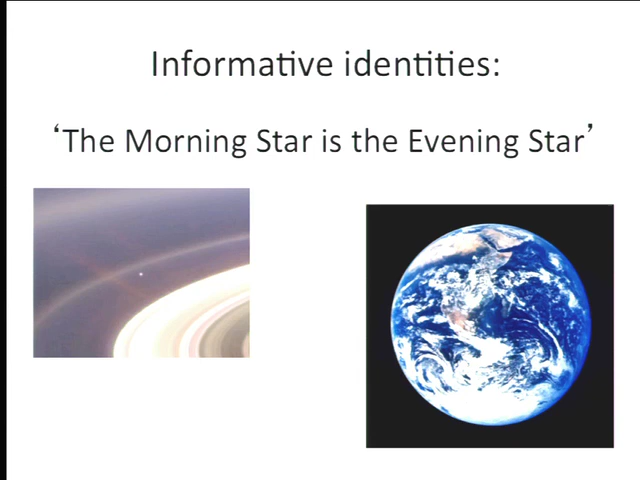 Informative identities:
‘The Morning Star is the Evening Star’